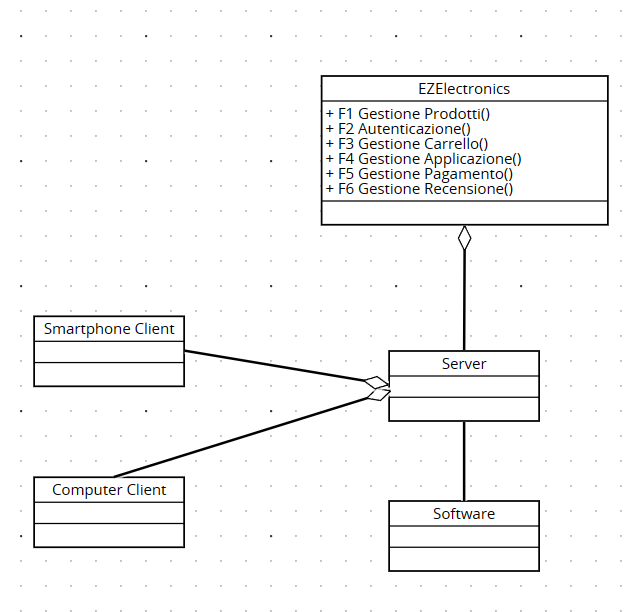 EZElectronics
+ F1 Gestione Prodotti()
+ F2 Autenticazione()
+ F3 Gestione Carrello()
+ F4 Gestione Applicazione()
+ F5 Gestione Pagamento()
+ F6 Gestione Recensione()
Smartphone Client
Server
Computer Client
Software